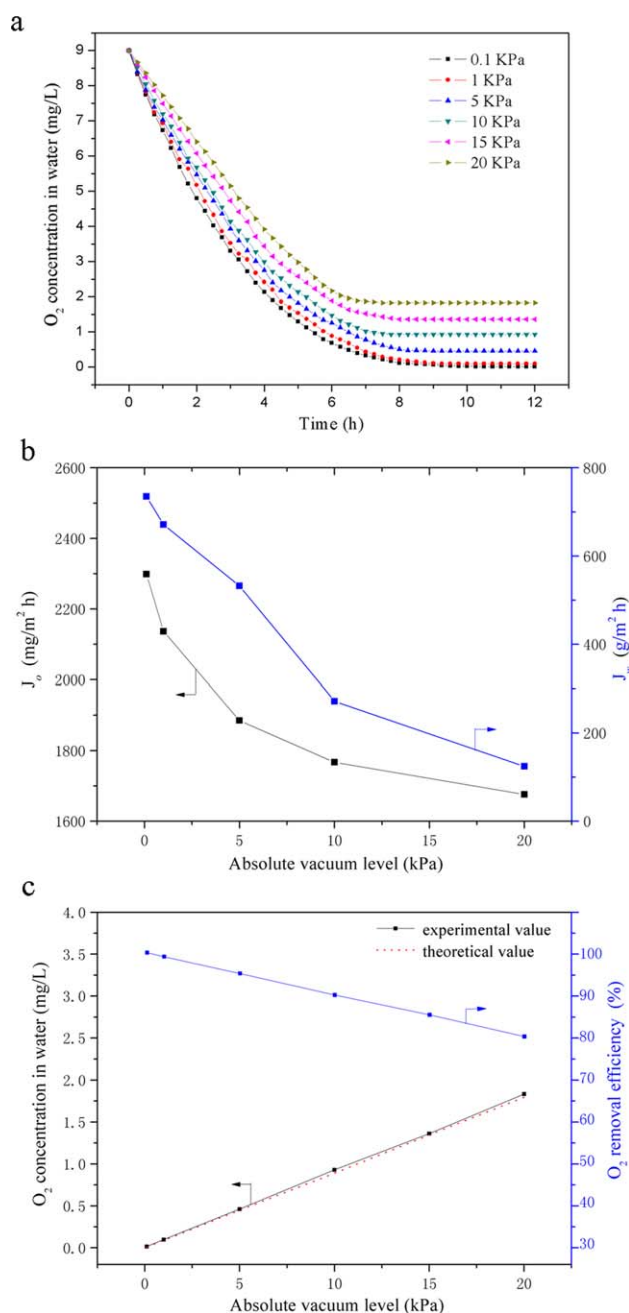 a
9
8
7
6
5
4
3
2
1
0
O₂ concentration in water (mg/L)
0.1 KPa
1 KPa
5 KPa
10 KPa
15 KPa
20 KPa
0 2 4 6 8 10 12
Time (h)
b
2600
2400
2200
2000
1800
1600
Jₒ (mg/m² h)
800
600
400
200
0
(g/m² h)
0 5 10 15 20
Absolute vacuum level (kPa)
c
4.0
3.5
3.0
2.5
2.0
1.5
1.0
0.5
0.0
O₂ concentration in water (mg/L)
experimental value
theoretical value
100
90
80
70
60
50
40
30
O₂ removal efficiency (%)
0 5 10 15 20
Absolute vacuum level (kPa)